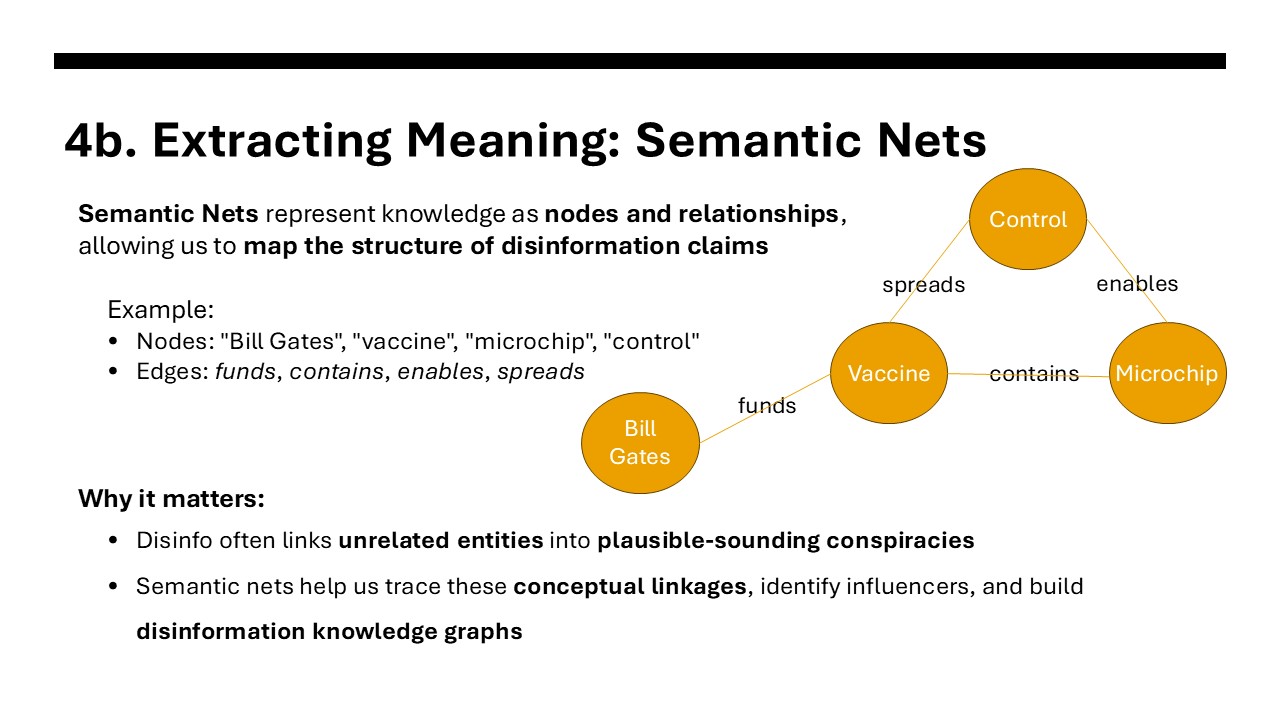 4b. Extracting Meaning: Semantic Nets
Semantic Nets represent knowledge as nodes and relationships,
allowing us to map the structure of disinformation claims
Example:
• Nodes: "Bill Gates", "vaccine", "microchip", "control"
• Edges: funds, contains, enables, spreads
Control
spreads
enables
Vaccine
contains
Microchip
funds
Bill
Gates
Why it matters:
• Disinfo often links unrelated entities into plausible-sounding conspiracies
• Semantic nets help us trace these conceptual linkages, identify influencers, and build
disinformation knowledge graphs